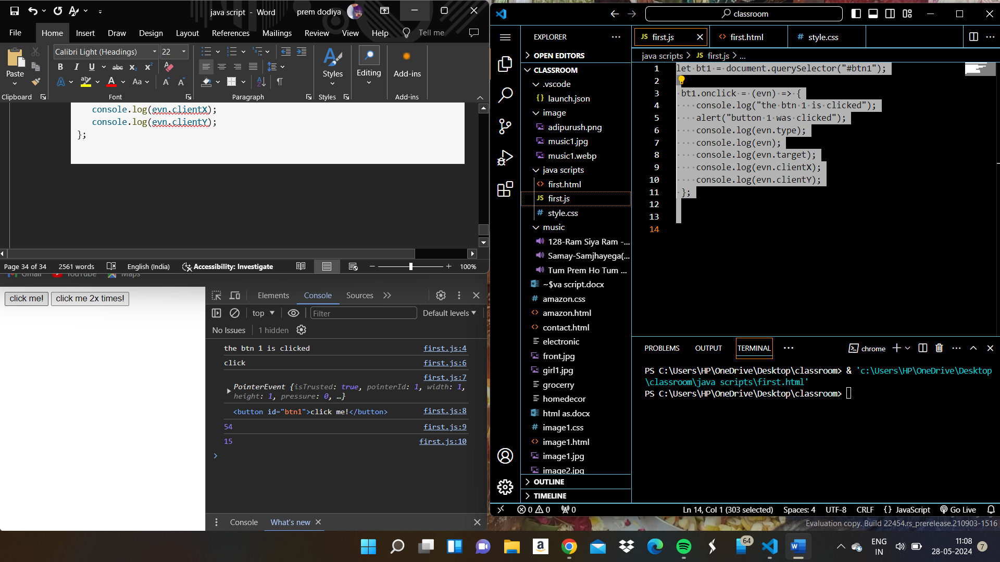 java script - Word
prem dodiya
File Home Insert Draw Design Layout References Mailings Review View Help Tell me
Calibri Light (Headings) 22
Paste
B I U abc x₂ x²
Aa
Styles
Editing
Add-ins
Clipboard Font Paragraph Styles Add-ins
console.log(evn.clientX);
console.log(evn.clientY);
};
Page 34 of 34 2561 words English (India) Accessibility: Investigate 100%
Gmail YouTube Maps
click me! click me 2x times!
Elements Console Sources
top Filter Default levels
No Issues 1 hidden
the btn 1 is clicked first.js:4
click first.js:6
first.js:7
PointerEvent {isTrusted: true, pointerId: 1, width: 1,
height: 1, pressure: 0, …}
<button id="btn1">click me!</button> first.js:8
54 first.js:9
15 first.js:10
Console What's new
classroom
EXPLORER
OPEN EDITORS
CLASSROOM
.vscode
launch.json
image
adipurush.png
music1.jpg
music1.webp
java scripts
first.html
JS first.js
# style.css
music
128-Ram Siya Ram -...
Samay-Samjhayega(...
Tum Prem Ho Tum ...
~$va script.docx
# amazon.css
amazon.html
contact.html
electronic
front.jpg
girl1.jpg
grocerry
homedecor
html as.docx
# image1.css
image1.html
image1.jpg
image2.jpg
OUTLINE
TIMELINE
JS first.js first.html # style.css
java scripts > JS first.js > ...
1 let bt1 = document.querySelector("#btn1");
2
3 bt1.onclick = (evn) => {
4 console.log("the btn 1 is clicked");
5 alert("button 1 was clicked");
6 console.log(evn.type);
7 console.log(evn);
8 console.log(evn.target);
9 console.log(evn.clientX);
10 console.log(evn.clientY);
11 };
12
13
14
PROBLEMS OUTPUT TERMINAL chrome
PS C:\Users\HP\OneDrive\Desktop\classroom> & 'c:\Users\HP\OneDrive\Desktop
\classroom\java scripts\first.html'
PS C:\Users\HP\OneDrive\Desktop\classroom>
0 0 0 Ln 14, Col 1 (303 selected) Spaces: 4 UTF-8 CRLF {} JavaScript Go Live
Evaluation copy. Build 22454.rs_prerelease.210903-1516
64
ENG
IN
11:08
28-05-2024
7